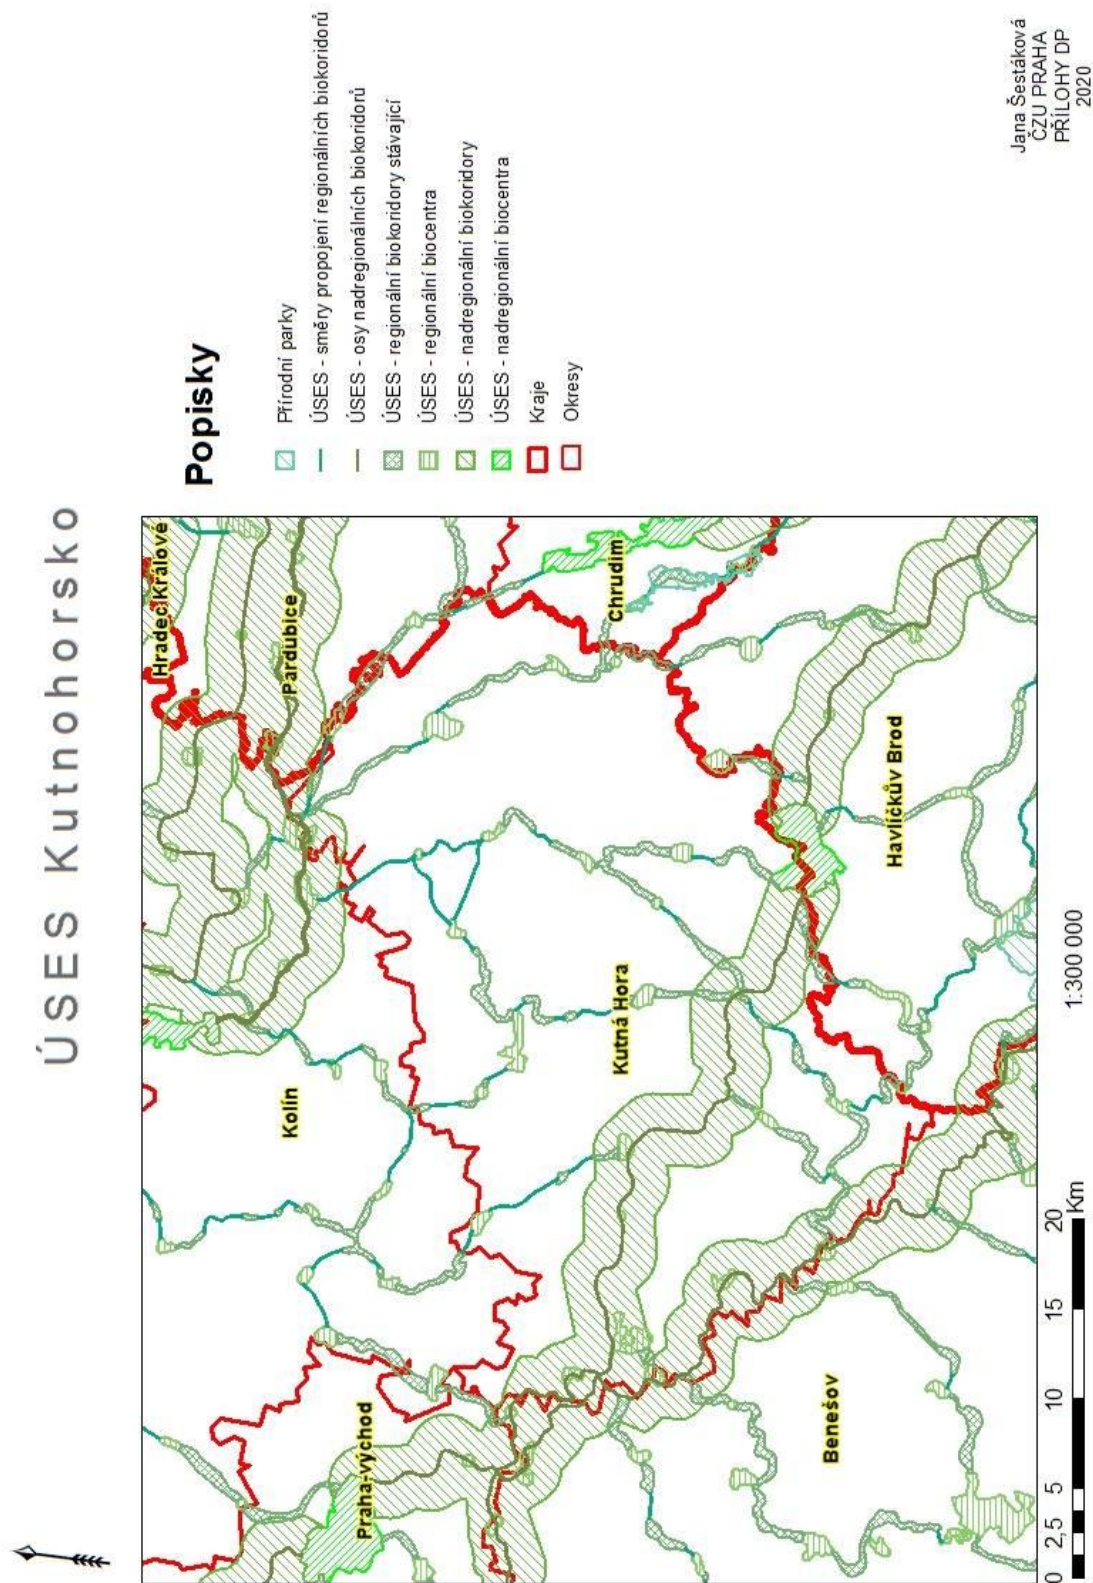 ÚSES Kutnohorsko
Hradec Králové
Pardubice
Kolín
Praha-východ
Chrudim
Kutná Hora
Havlíčkův Brod
Benešov
Popisky
Přírodní parky
ÚSES - směry propojení regionálních biokoridorů
ÚSES - osy nadregionálních biokoridorů
ÚSES - regionální biokoridory stávající
ÚSES - regionální biocentra
ÚSES - nadregionální biokoridory
ÚSES - nadregionální biocentra
Kraje
Okresy
0 2,5 5 10 15 20 Km
1:300 000
Jana Šestáková
ČZU PRAHA
PŘÍLOHY DP
2020